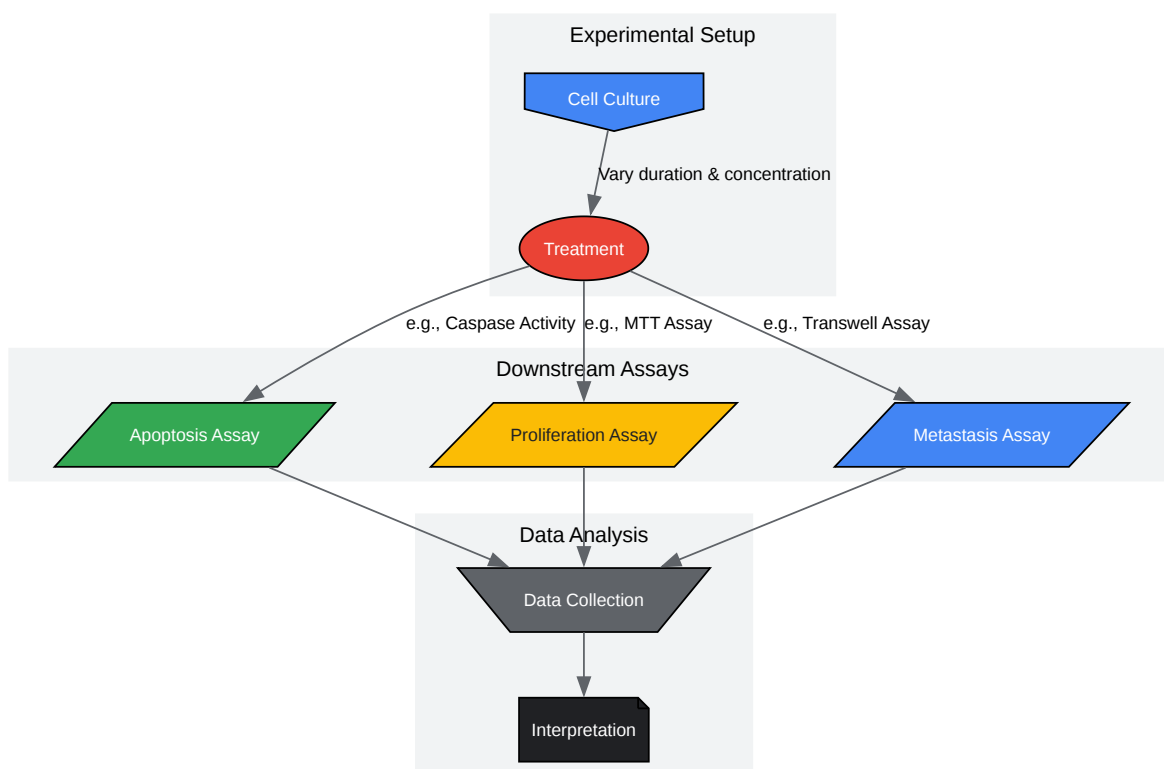 Experimental Setup
Cell Culture
Vary duration & concentration
Treatment
e.g., Caspase Activity
e.g., MTT Assay
e.g., Transwell Assay
Downstream Assays
Apoptosis Assay
Proliferation Assay
Metastasis Assay
Data Analysis
Data Collection
Interpretation